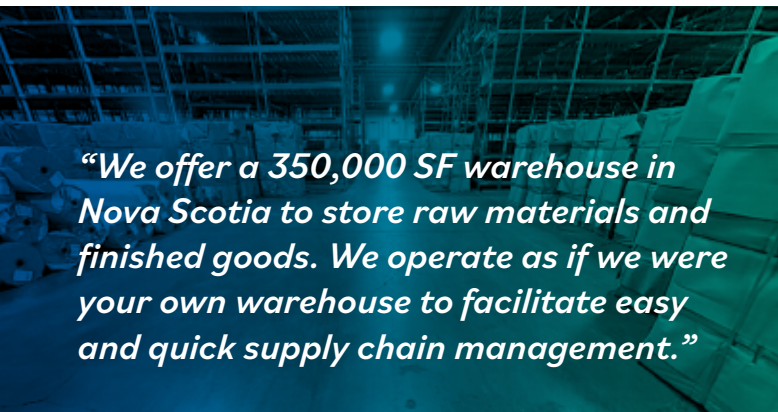 “We offer a 350,000 SF warehouse in
Nova Scotia to store raw materials and
finished goods. We operate as if we were
your own warehouse to facilitate easy
and quick supply chain management.”